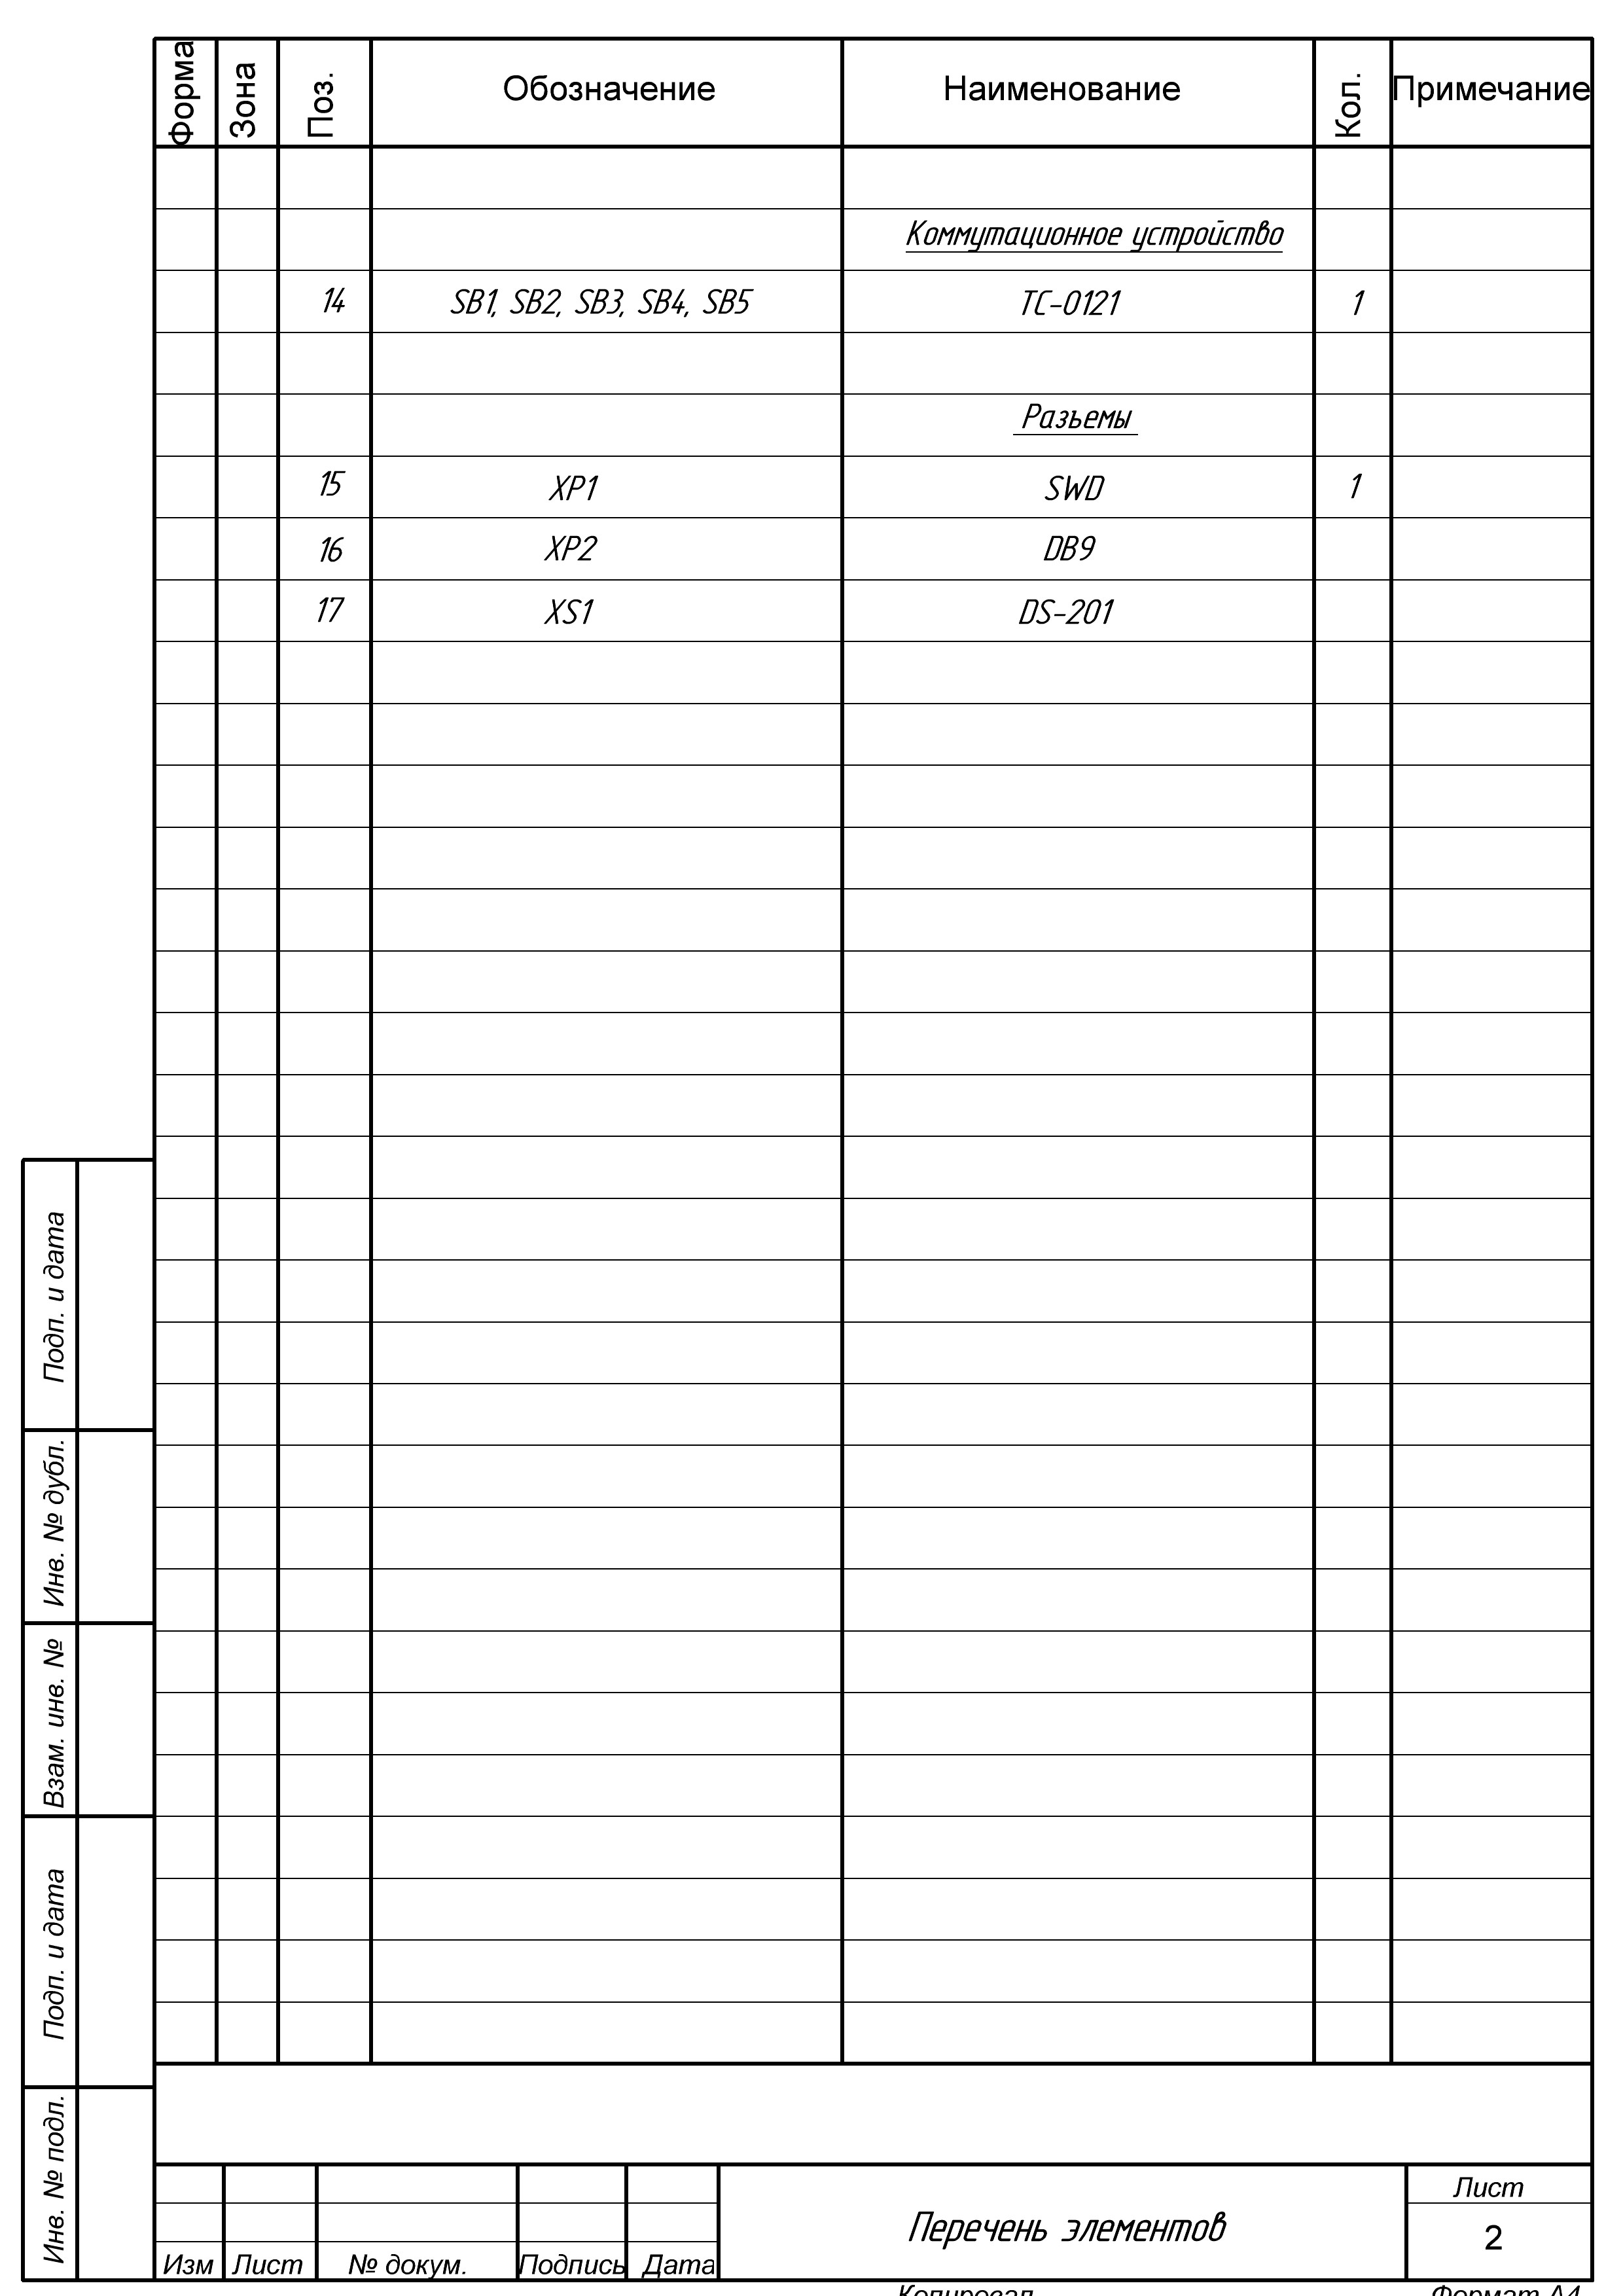 Форма Зона Поз. Обозначение Наименование Кол. Примечание
Коммутационное устройство
14 SB1, SB2, SB3, SB4, SB5 TC-0121 1
Разъемы
15 XP1 SWD 1
16 XP2 DB9
17 XS1 DS-201
Подп. и дата
Инв. № дубл.
Взам. инв. №
Подп. и дата
Инв. № подл.
Изм Лист № докум. Подпись Дата
Перечень элементов
Лист
2
Копировал Формат А4